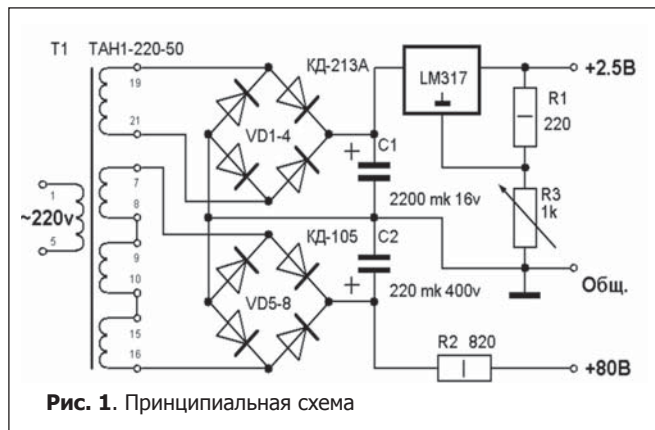 T1 ТАН1-220-50
КД-213А
LM317
+2.5В
19
21
VD1-4
C1
+
R1
220
2200 mk 16v
R3
1k
1
~220v
5
7
8
9
10
15
16
КД-105
C2
+
VD5-8
220 mk 400v
Общ.
R2 820
+80В
Рис. 1. Принципиальная схема